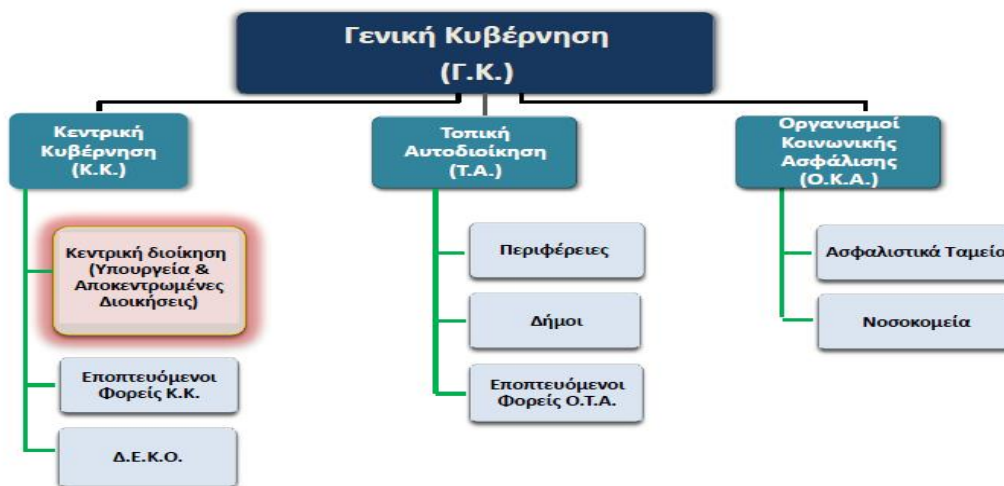 Γενική Κυβέρνηση
(Γ.Κ.)
Κεντρική
Κυβέρνηση
(Κ.Κ.)
Κεντρική διοίκηση
(Υπουργεία &
Αποκεντρωμένες
Διοικήσεις)
Εποπτευόμενοι
Φορείς Κ.Κ.
Δ.Ε.Κ.Ο.
Τοπική
Αυτοδιοίκηση
(Τ.Α.)
Περιφέρειες
Δήμοι
Εποπτευόμενοι
Φορείς Ο.Τ.Α.
Οργανισμοί
Κοινωνικής
Ασφάλισης
(Ο.Κ.Α.)
Ασφαλιστικά Ταμεία
Νοσοκομεία